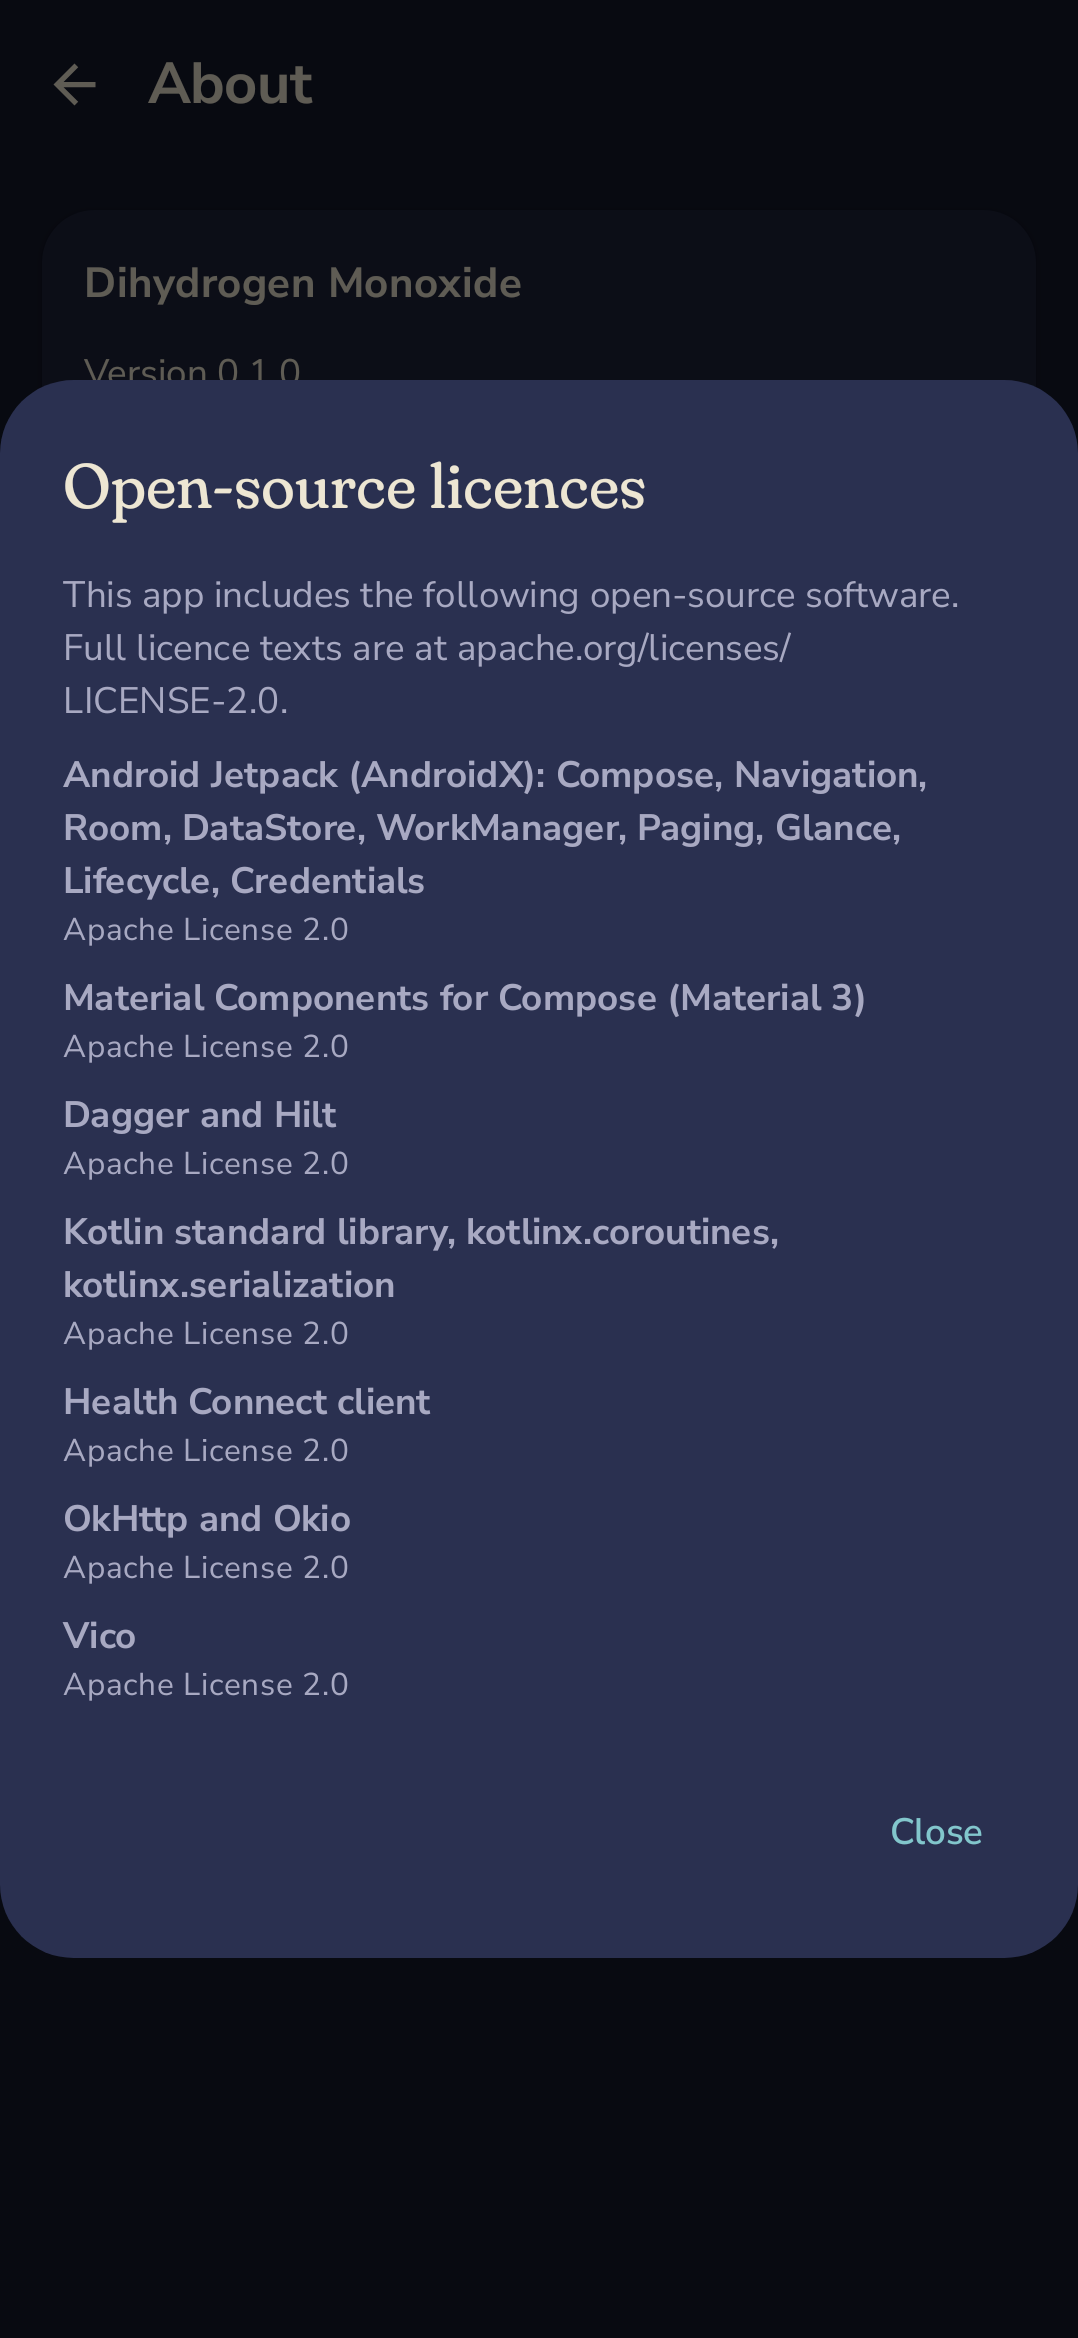 About
Dihydrogen Monoxide
Version 0.1.0
Open-source licences
This app includes the following open-source software.
Full licence texts are at apache.org/licenses/
LICENSE-2.0.
Android Jetpack (AndroidX): Compose, Navigation,
Room, DataStore, WorkManager, Paging, Glance,
Lifecycle, Credentials
Apache License 2.0
Material Components for Compose (Material 3)
Apache License 2.0
Dagger and Hilt
Apache License 2.0
Kotlin standard library, kotlinx.coroutines,
kotlinx.serialization
Apache License 2.0
Health Connect client
Apache License 2.0
OkHttp and Okio
Apache License 2.0
Vico
Apache License 2.0
Close